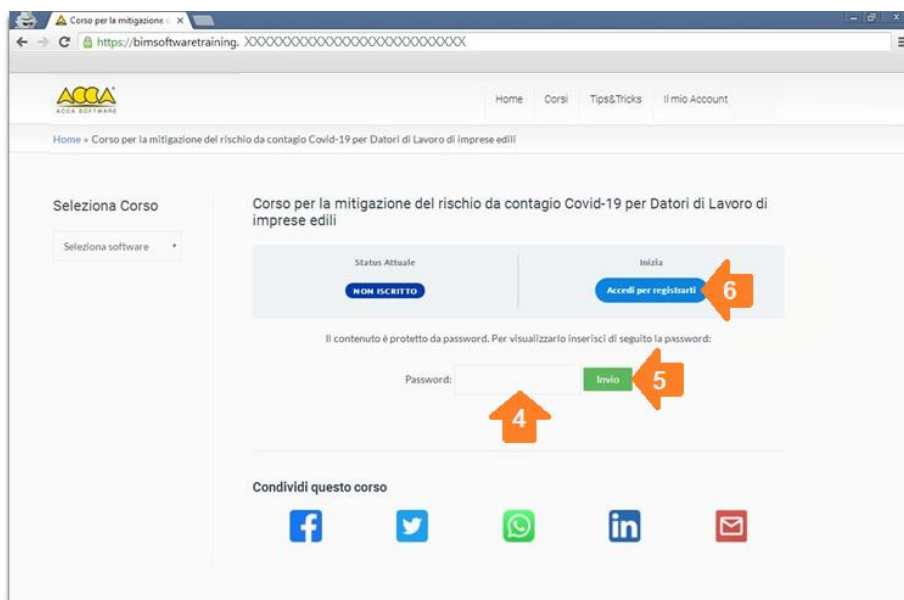 Corso per la mitigazione d
https://bimsoftwaretraining. XXXXXXXXXXXXXXXXXXXXXXXXXXXXX
ACCA
ACCA SOFTWARE
Home Corsi Tips&Tricks Il mio Account
Home » Corso per la mitigazione del rischio da contagio Covid-19 per Datori di Lavoro di imprese edili
Seleziona Corso
Seleziona software
Corso per la mitigazione del rischio da contagio Covid-19 per Datori di Lavoro di
imprese edili
Status Attuale Inizia
NON ISCRITTO Accedi per registrarti 6
Il contenuto è protetto da password. Per visualizzarlo inserisci di seguito la password:
Password: Invio 5
4
Condividi questo corso